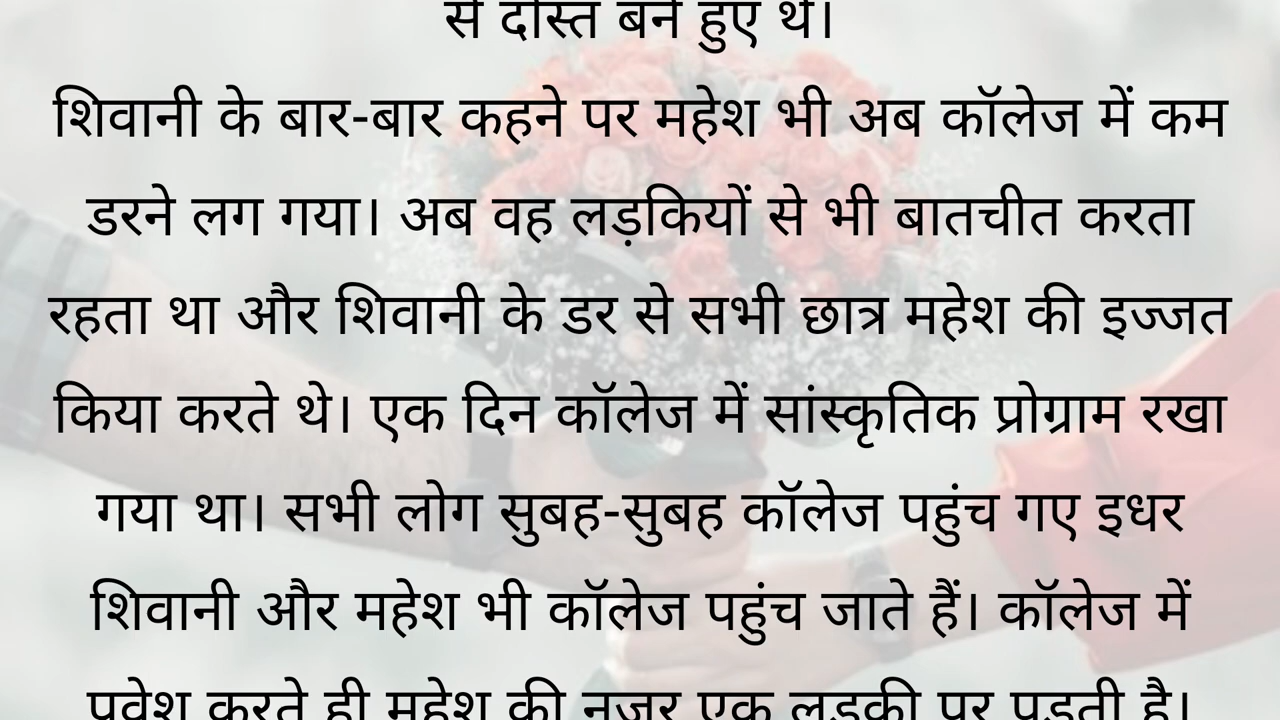 से दोस्त बने हुए थे।
शिवानी के बार-बार कहने पर महेश भी अब कॉलेज में कम
डरने लग गया। अब वह लड़कियों से भी बातचीत करता
रहता था और शिवानी के डर से सभी छात्र महेश की इज्जत
किया करते थे। एक दिन कॉलेज में सांस्कृतिक प्रोग्राम रखा
गया था। सभी लोग सुबह-सुबह कॉलेज पहुंच गए इधर
शिवानी और महेश भी कॉलेज पहुंच जाते हैं। कॉलेज में
प्रवेश करते ही महेश की नजर एक लड़की पर पड़ती है।